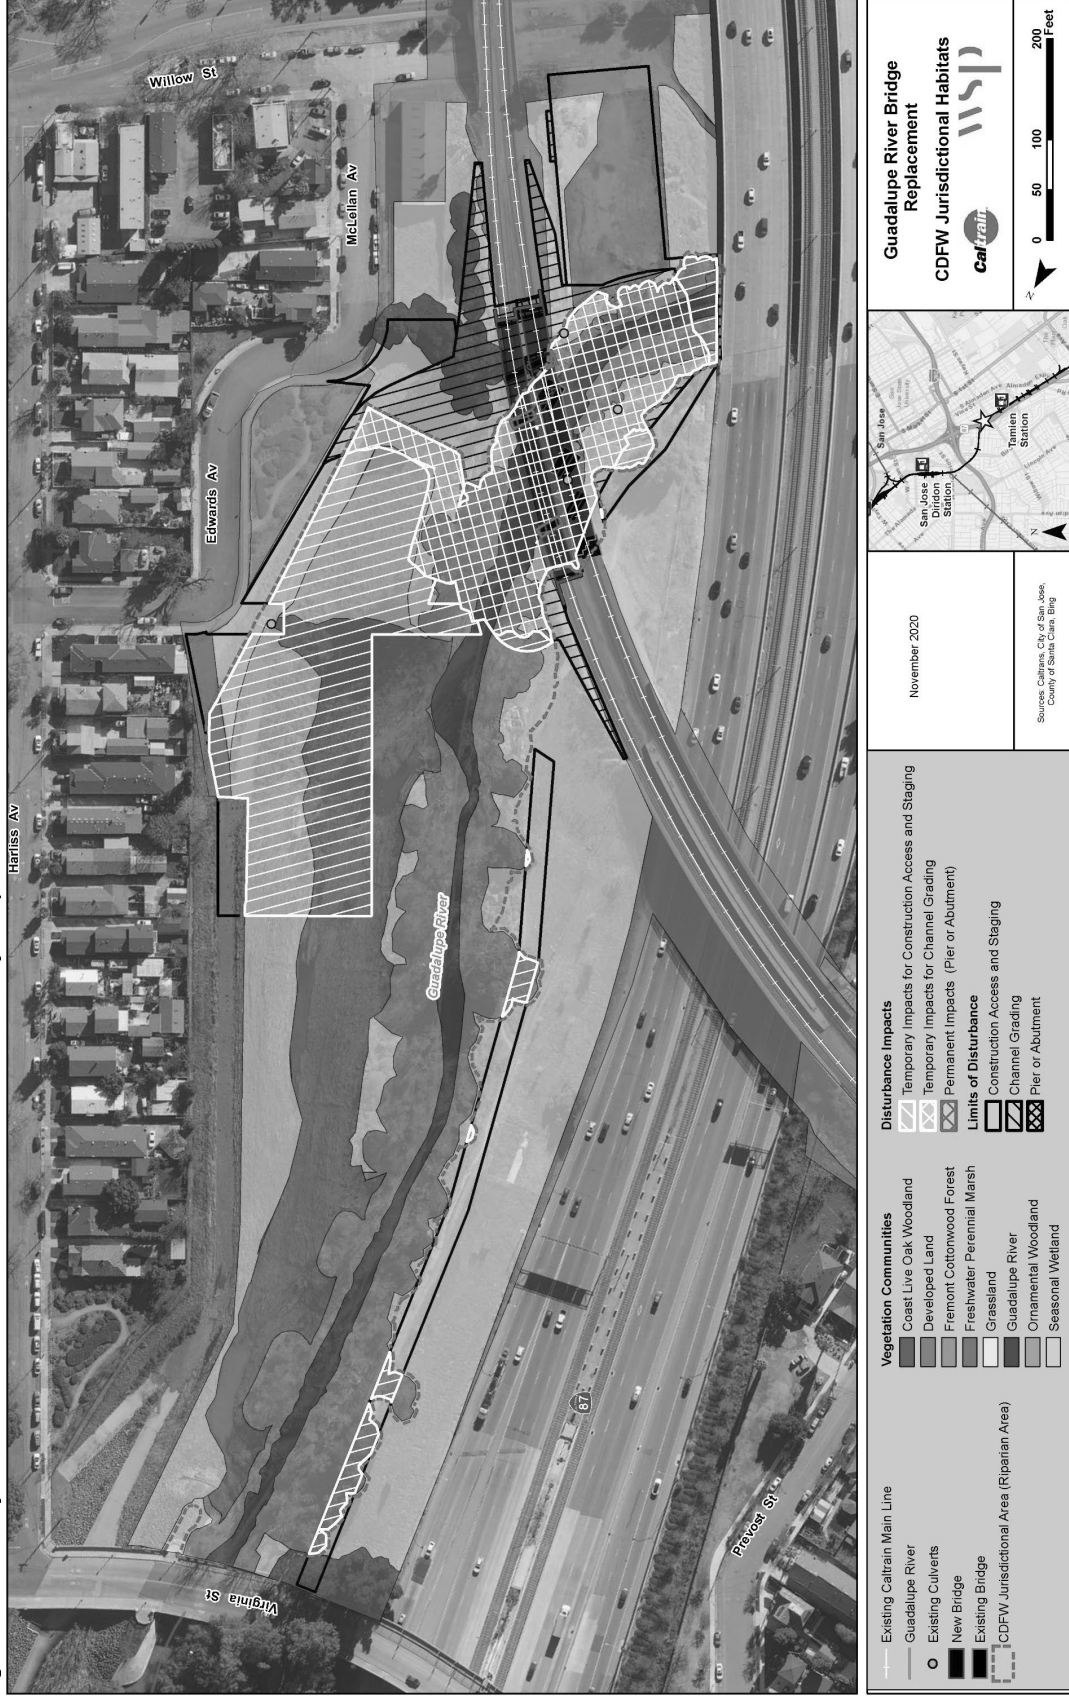 Harliss Av
Willow St
McLellan Av
Edwards Av
Guadalupe River
Virginia St
Prevost St
87
Existing Caltrain Main Line
Guadalupe River
Existing Culverts
New Bridge
Existing Bridge
CDFW Jurisdictional Area (Riparian Area)
Vegetation Communities
Coast Live Oak Woodland
Developed Land
Fremont Cottonwood Forest
Freshwater Perennial Marsh
Grassland
Guadalupe River
Ornamental Woodland
Seasonal Wetland
Disturbance Impacts
Temporary Impacts for Construction Access and Staging
Temporary Impacts for Channel Grading
Permanent Impacts (Pier or Abutment)
Limits of Disturbance
Construction Access and Staging
Channel Grading
Pier or Abutment
November 2020
Sources: Caltrans, City of San Jose,
County of Santa Clara, Bing
San Jose
San Jose
Diridon
Station
Tamien
Station
N
Guadalupe River Bridge
Replacement
CDFW Jurisdictional Habitats
Caltrain
wsp
N
0 50 100 200
Feet